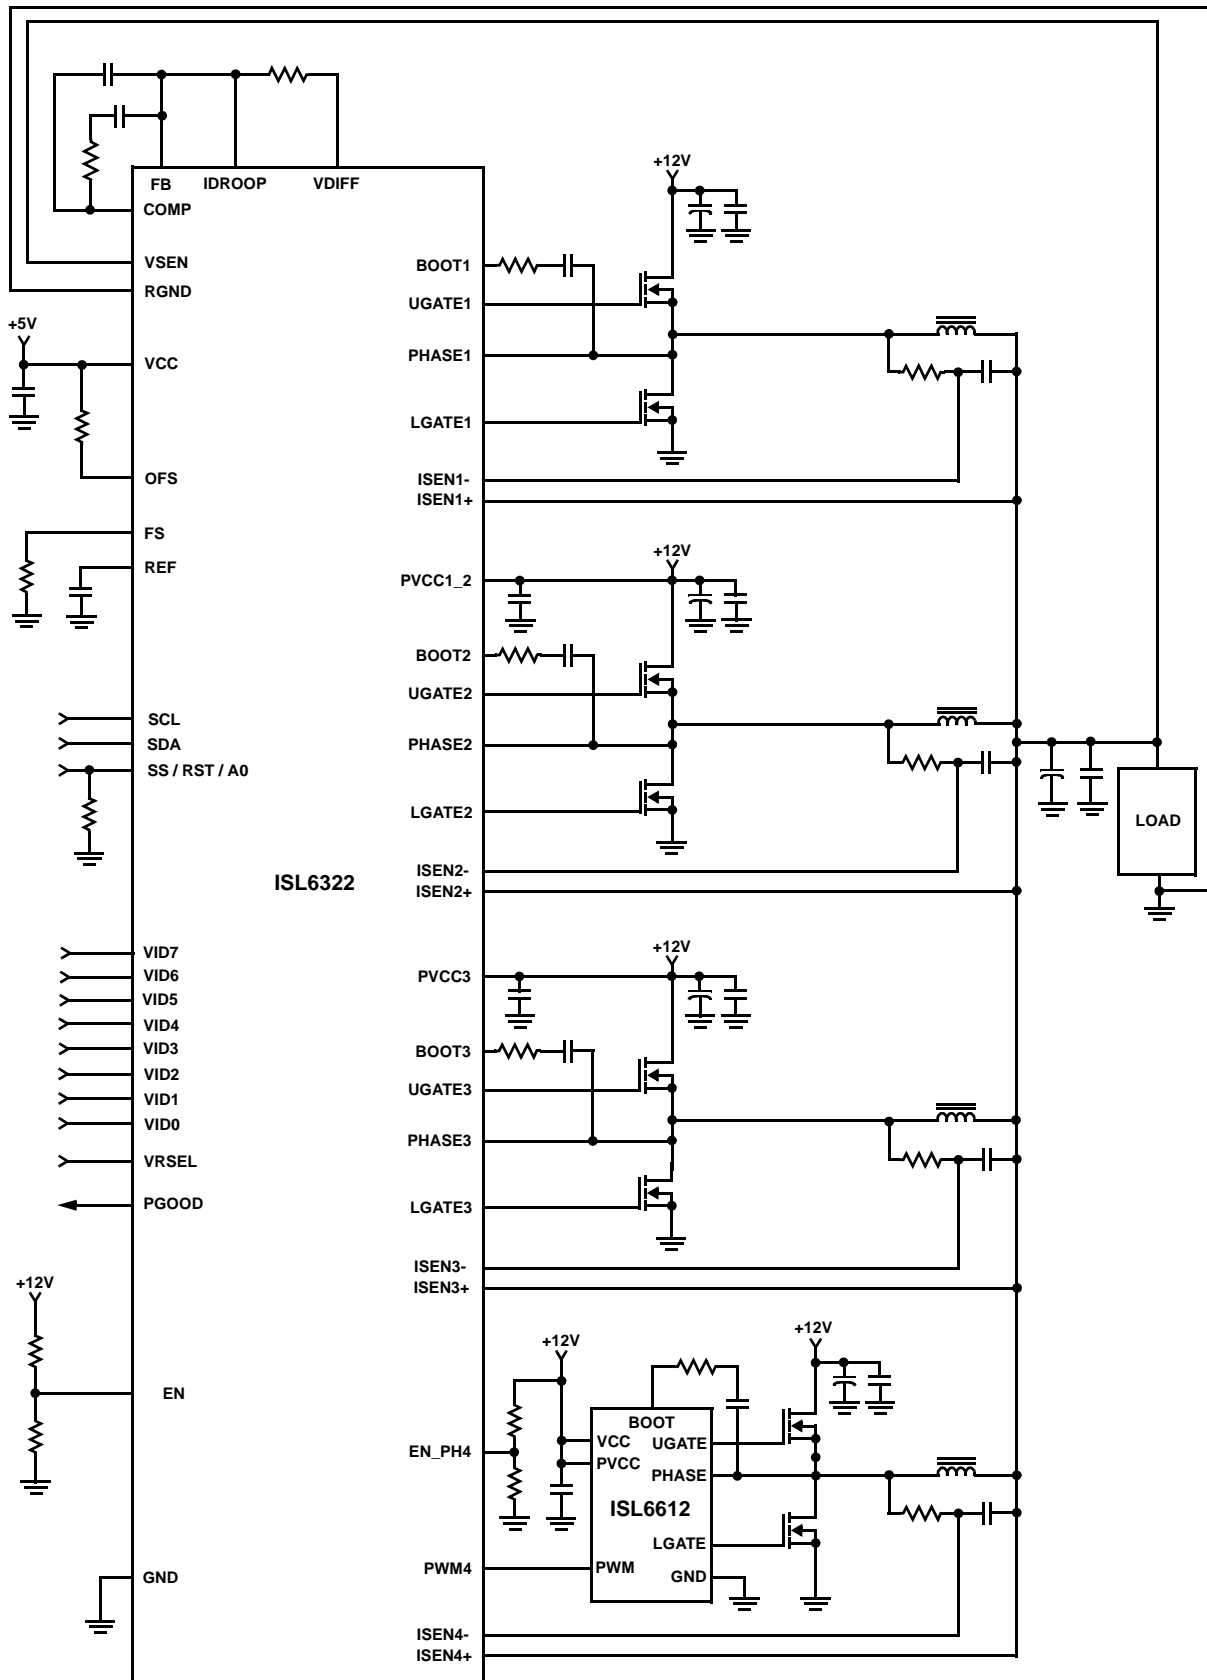 FB IDROOP VDIFF
COMP
VSEN
RGND
+5V
VCC
OFS
FS
REF
SCL
SDA
SS / RST / A0
ISL6322
VID7
VID6
VID5
VID4
VID3
VID2
VID1
VID0
VRSEL
PGOOD
+12V
EN
GND
+12V
BOOT1
UGATE1
PHASE1
LGATE1
ISEN1-
ISEN1+
+12V
PVCC1_2
BOOT2
UGATE2
PHASE2
LGATE2
ISEN2-
ISEN2+
LOAD
+12V
PVCC3
BOOT3
UGATE3
PHASE3
LGATE3
ISEN3-
ISEN3+
+12V
+12V
EN_PH4
BOOT
VCC
UGATE
PVCC
PHASE
ISL6612
LGATE
PWM4
PWM
GND
ISEN4-
ISEN4+